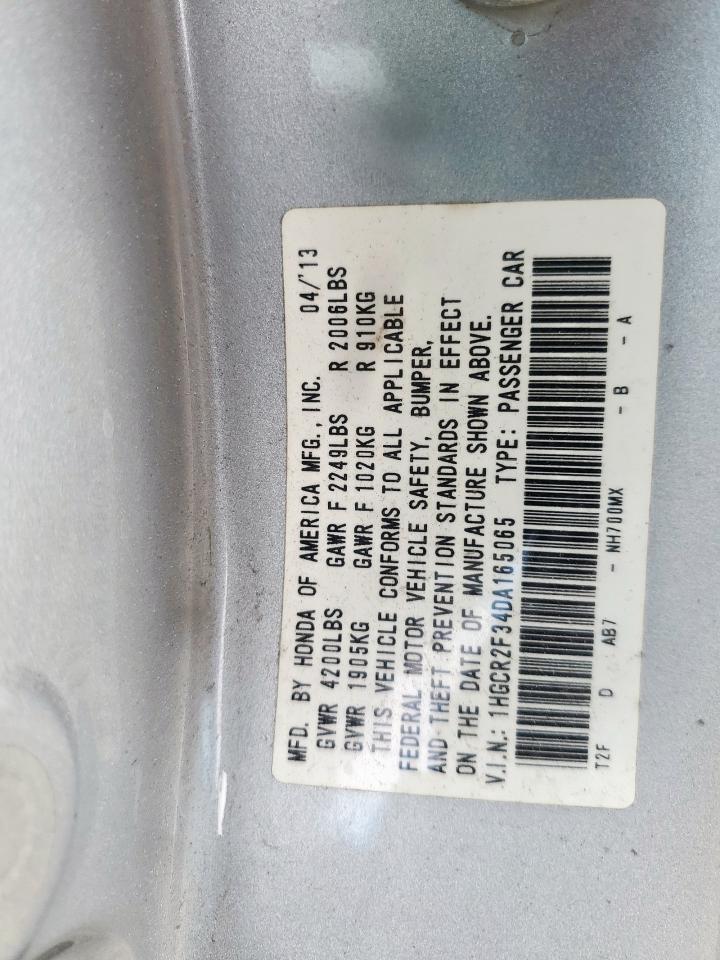 MFD. BY HONDA OF AMERICA MFG., INC. 04/'13
GVWR 4200LBS GAWR F 2249LBS R 2006LBS
GVWR 1905KG GAWR F 1020KG R 910KG
THIS VEHICLE CONFORMS TO ALL APPLICABLE
FEDERAL MOTOR VEHICLE SAFETY, BUMPER,
AND THEFT PREVENTION STANDARDS IN EFFECT
ON THE DATE OF MANUFACTURE SHOWN ABOVE.
V.I.N.: 1HGCR2F34DA165065 TYPE: PASSENGER CAR
T2F D AB7 - NH700MX - B - A